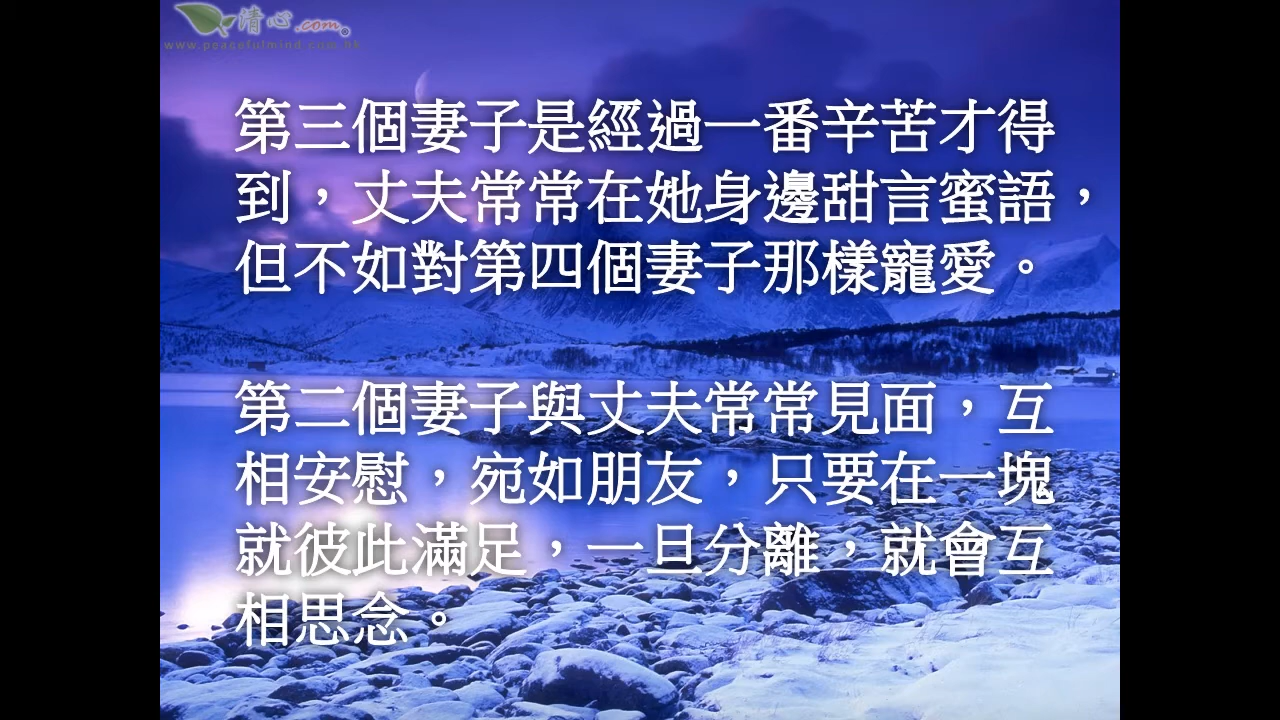 清心.com
www.peacefulmind.com.hk
第三個妻子是經過一番辛苦才得
到，丈夫常常在她身邊甜言蜜語，
但不如對第四個妻子那樣寵愛。
第二個妻子與丈夫常常見面，互
相安慰，宛如朋友，只要在一塊
就彼此滿足，一旦分離，就會互
相思念。